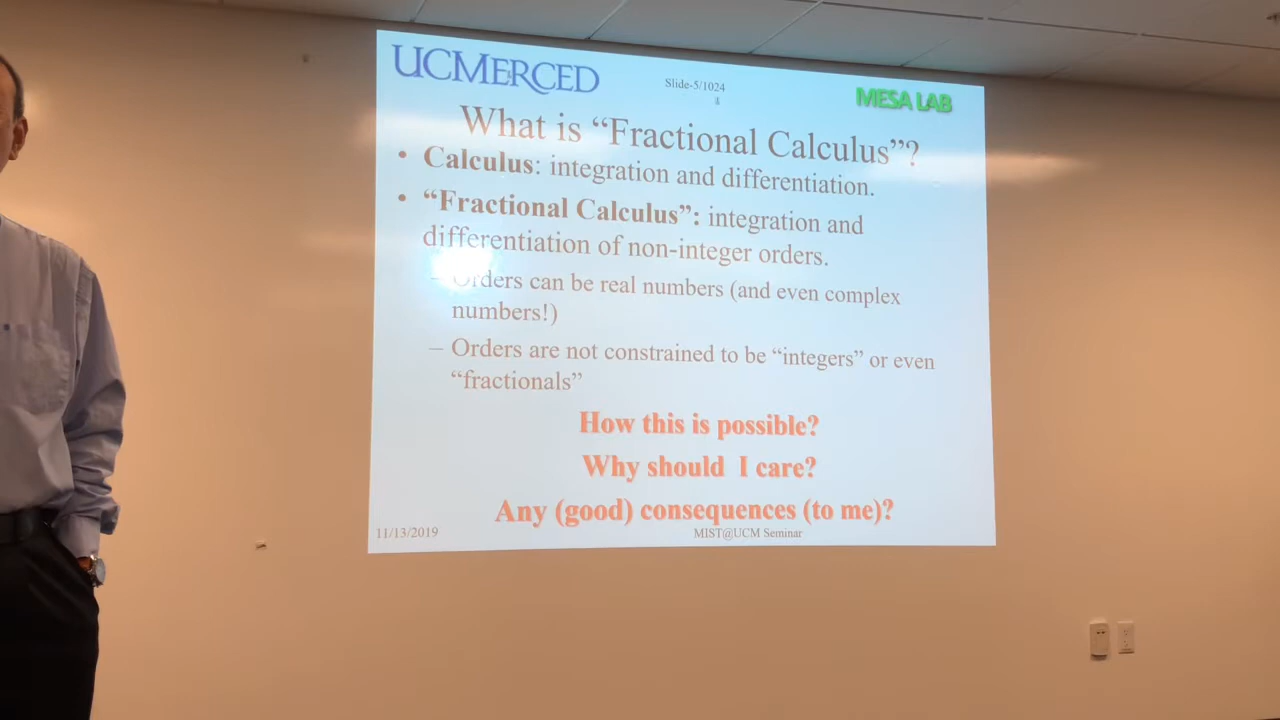 UCMERCED
Slide-5/1024
MESA LAB
What is “Fractional Calculus”?
• Calculus: integration and differentiation.
• “Fractional Calculus”: integration and
differentiation of non-integer orders.
– Orders can be real numbers (and even complex
numbers!)
– Orders are not constrained to be “integers” or even
“fractionals”
How this is possible?
Why should I care?
Any (good) consequences (to me)?
11/13/2019
MIST@UCM Seminar